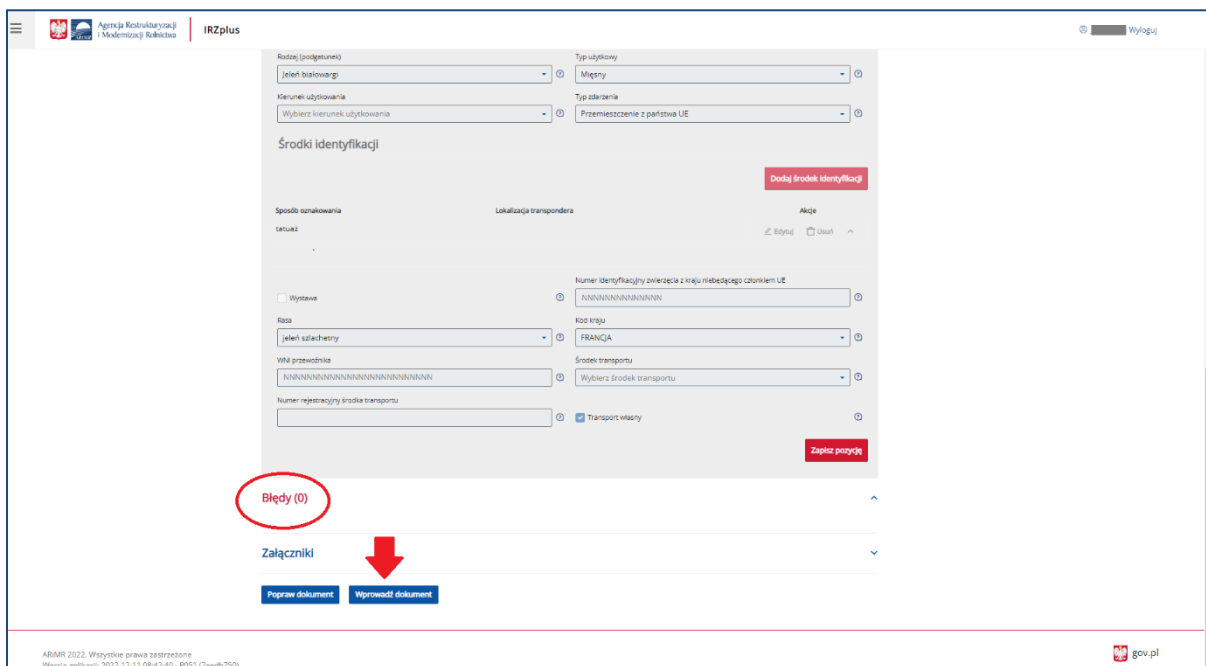 Agencja Restrukturyzacji
i Modernizacji Rolnictwa
IRZplus
Wyloguj
Rodzaj (podgatunek)
Typ użytkowy
Jeleń białowargi
Mięsny
Kierunek użytkowania
Typ zdarzenia
Wybierz kierunek użytkowania
Przemieszczenie z państwa UE
Środki identyfikacji
Dodaj środek identyfikacji
Sposób oznakowania
Lokalizacja transpondera
Akcje
tatuaż
Edytuj
Usuń
Numer identyfikacyjny zwierzęcia z kraju niebędącego członkiem UE
Wystawa
NNNNNNNNNNNNNN
Rasa
Kod kraju
jeleń szlachetny
FRANCJA
WNI przewoźnika
Środek transportu
Wybierz środek transportu
Numer rejestracyjny środka transportu
Transport własny
Zapisz pozycję
Błędy (0)
Załączniki
Popraw dokument
Wprowadź dokument
ARiMR 2022. Wszystkie prawa zastrzeżone
gov.pl